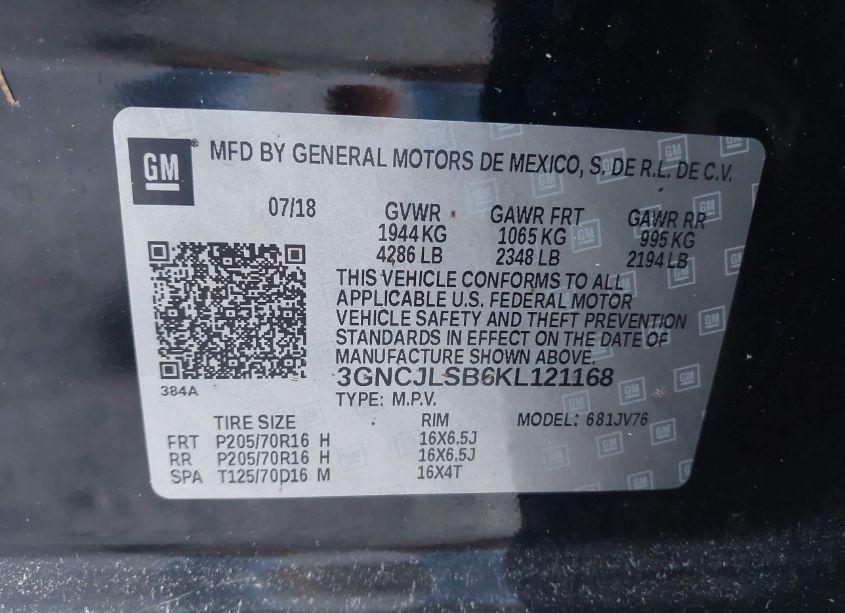 GM ® MFD BY GENERAL MOTORS DE MEXICO, S. DE R.L. DE C.V.
07/18 GVWR GAWR FRT GAWR RR
1944 KG 1065 KG 995 KG
4286 LB 2348 LB 2194 LB
THIS VEHICLE CONFORMS TO ALL
APPLICABLE U.S. FEDERAL MOTOR
VEHICLE SAFETY AND THEFT PREVENTION
STANDARDS IN EFFECT ON THE DATE OF
MANUFACTURE SHOWN ABOVE.
3GNCJLSB6KL121168
384A TYPE: M.P.V.
TIRE SIZE RIM MODEL: 681JV76
FRT P205/70R16 H 16X6.5J
RR P205/70R16 H 16X6.5J
SPA T125/70D16 M 16X4T